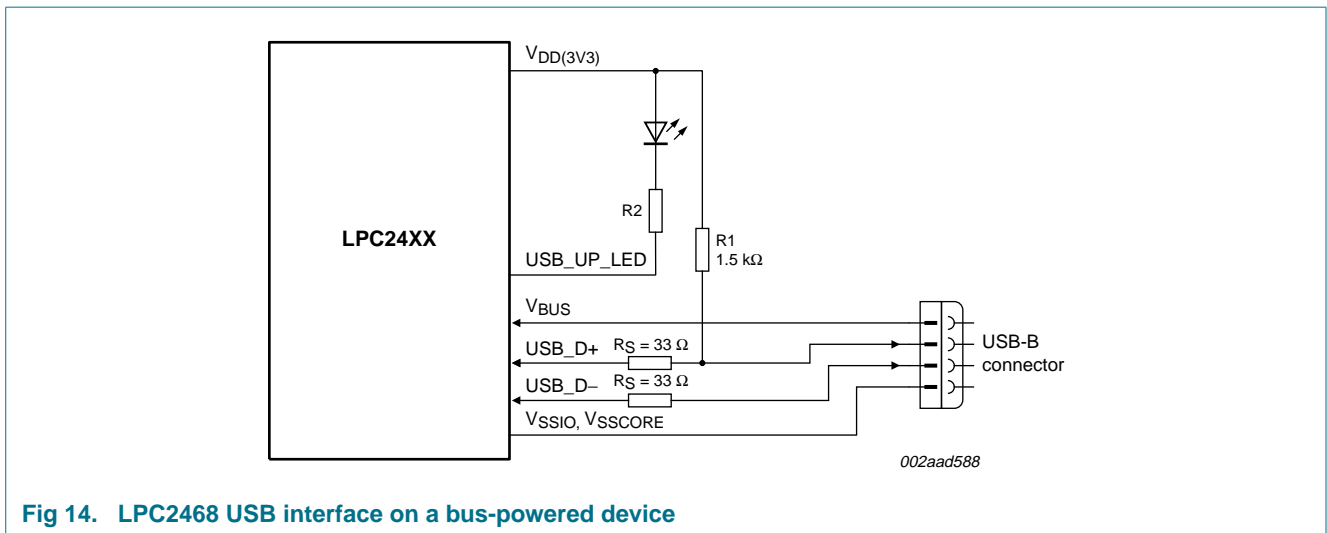 VDD(3V3)
R2
LPC24XX
R1
1.5 kΩ
USB_UP_LED
VBUS
USB_D+ RS = 33 Ω
USB-B
connector
USB_D− RS = 33 Ω
VSSIO, VSSCORE
002aad588
Fig 14. LPC2468 USB interface on a bus-powered device